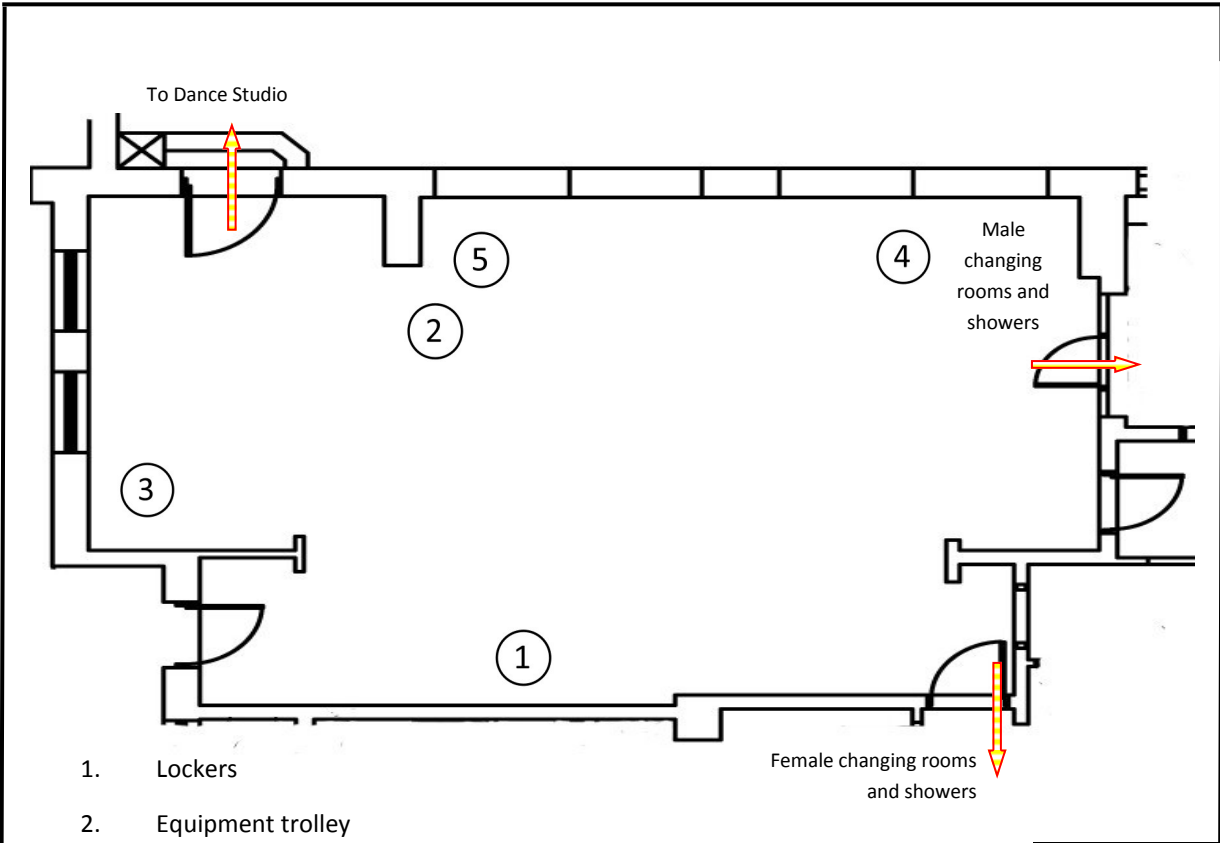 To Dance Studio
5
4
Male
changing
rooms and
showers
2
3
1
1. Lockers
Female changing rooms
and showers
2. Equipment trolley